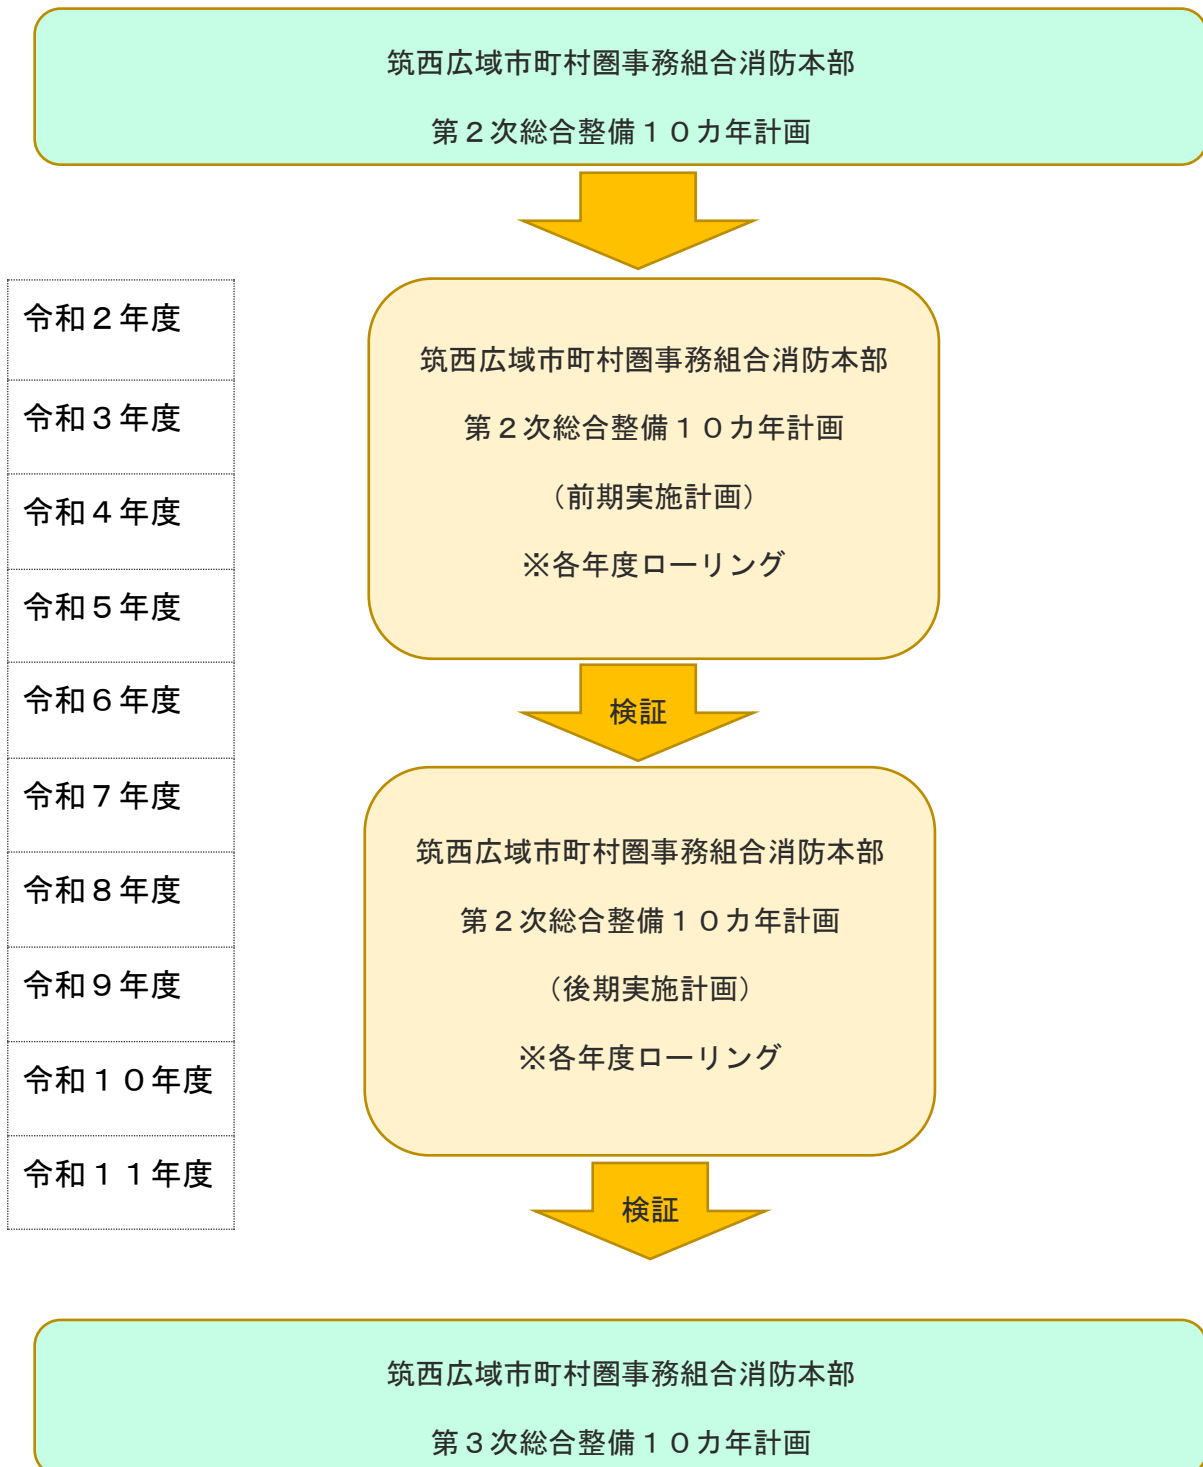 筑西広域市町村圏事務組合消防本部
第２次総合整備１０カ年計画
令和２年度
令和３年度
令和４年度
令和５年度
令和６年度
令和７年度
令和８年度
令和９年度
令和１０年度
令和１１年度
筑西広域市町村圏事務組合消防本部
第２次総合整備１０カ年計画
（前期実施計画）
※各年度ローリング
検証
筑西広域市町村圏事務組合消防本部
第２次総合整備１０カ年計画
（後期実施計画）
※各年度ローリング
検証
筑西広域市町村圏事務組合消防本部
第３次総合整備１０カ年計画